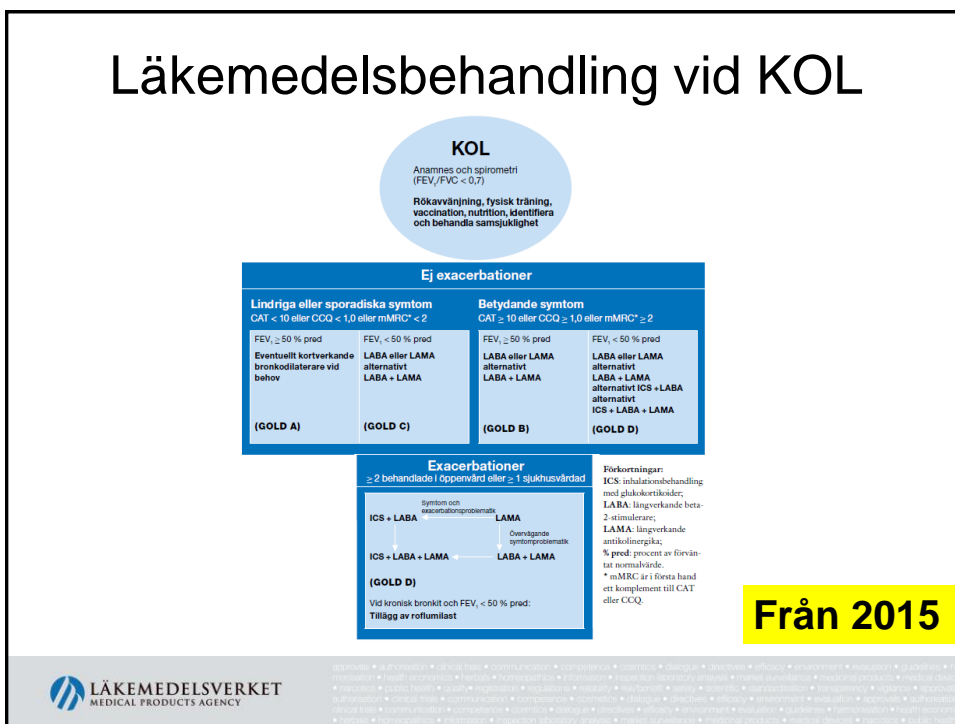 Läkemedelsbehandling vid KOL
KOL
Anamnes och spirometri
(FEV₁/FVC < 0,7)
Rökavvänjning, fysisk träning,
vaccination, nutrition, identifiera
och behandla samsjuklighet
Ej exacerbationer
Lindriga eller sporadiska symtom
CAT < 10 eller CCQ < 1,0 eller mMRC* < 2
FEV₁ ≥ 50 % pred
Eventuellt kortverkande
bronkodilaterare vid
behov
(GOLD A)
FEV₁ < 50 % pred
LABA eller LAMA
alternativt
LABA + LAMA
(GOLD C)
Betydande symtom
CAT ≥ 10 eller CCQ ≥ 1,0 eller mMRC* ≥ 2
FEV₁ ≥ 50 % pred
LABA eller LAMA
alternativt
LABA + LAMA
(GOLD B)
FEV₁ < 50 % pred
LABA eller LAMA
alternativt
LABA + LAMA
alternativt ICS +LABA
alternativt
ICS + LABA + LAMA
(GOLD D)
Exacerbationer
≥ 2 behandlade i öppenvård eller ≥ 1 sjukhusvårdad
Symtom och
exacerbationsproblematik
ICS + LABA
LAMA
Övervägande
symtomproblematik
ICS + LABA + LAMA
LABA + LAMA
(GOLD D)
Vid kronisk bronkit och FEV₁ < 50 % pred:
Tillägg av roflumilast
Förkortningar:
ICS: inhalationsbehandling
med glukokortikoider;
LABA: långverkande beta-
2-stimulerare;
LAMA: långverkande
antikolinergika;
% pred: procent av förvän-
tat normalvärde.
* mMRC är i första hand
ett komplement till CAT
eller CCQ.
Från 2015
LÄKEMEDELSVERKET
MEDICAL PRODUCTS AGENCY